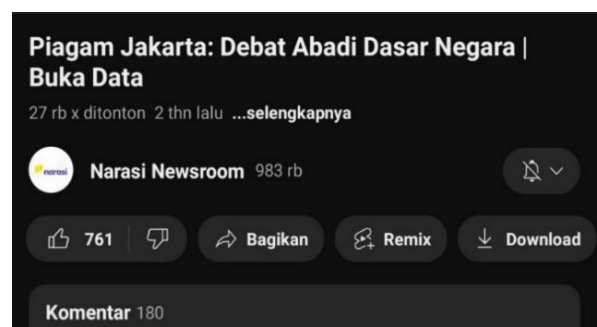 Piagam Jakarta: Debat Abadi Dasar Negara |
Buka Data
27 rb x ditonton 2 thn lalu ...selengkapnya
narasi
Narasi Newsroom 983 rb
761
Bagikan
Remix
Download
Komentar 180